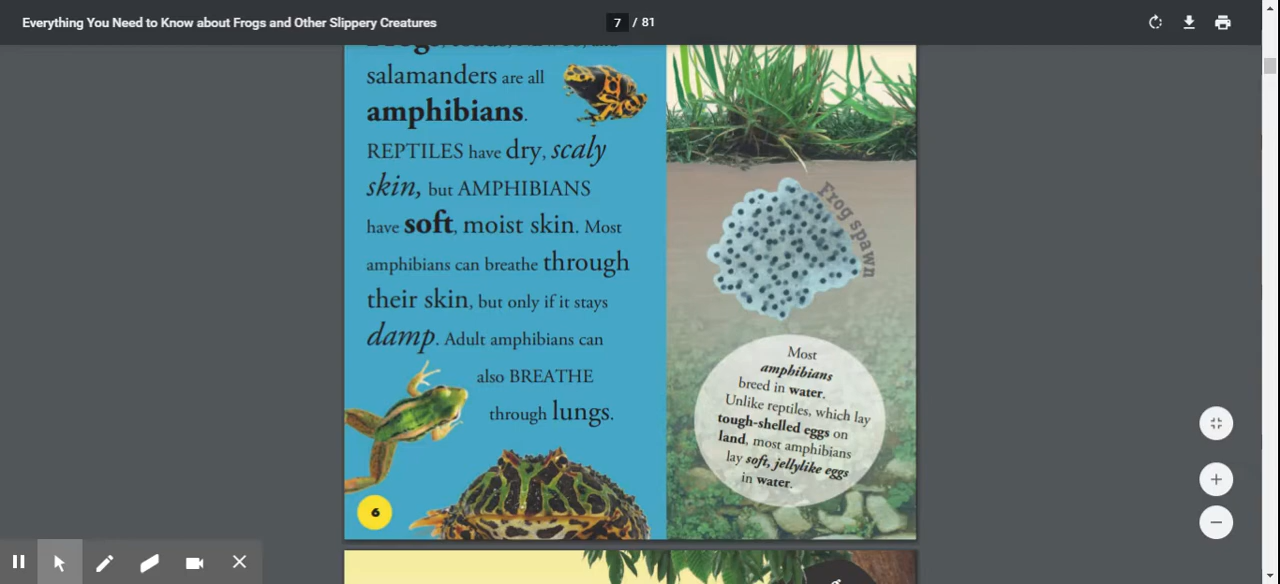 Everything You Need to Know about Frogs and Other Slippery Creatures
7 / 81
salamanders are all
amphibians.
REPTILES have dry, scaly
skin, but AMPHIBIANS
have soft, moist skin. Most
amphibians can breathe through
their skin, but only if it stays
damp. Adult amphibians can
also BREATHE
through lungs.
6
Frog spawn
Most
amphibians
breed in water.
Unlike reptiles, which lay
tough-shelled eggs on
land, most amphibians
lay soft, jellylike eggs
in water.